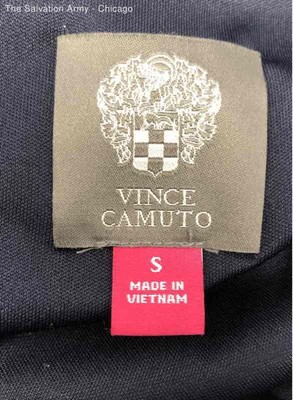 The Salvation Army - Chicago
VINCE
CAMUTO
S
MADE IN
VIETNAM